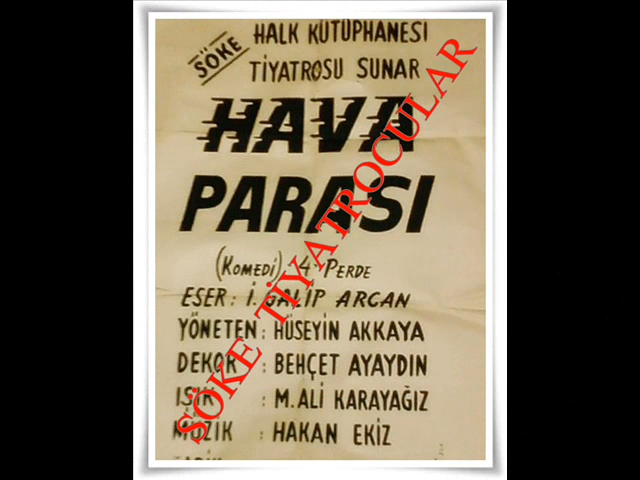 SÖKE
HALK KÜTÜPHANESİ
TİYATROSU SUNAR
HAVA
PARASI
(KOMEDİ) 4 - PERDE
ESER : İ. GALİP ARCAN
YÖNETEN : HÜSEYİN AKKAYA
DEKOR : BEHÇET AYAYDIN
IŞIK : M. ALİ KARAYAĞIZ
MÜZİK : HAKAN EKİZ
SÖKE TİYATROCULAR